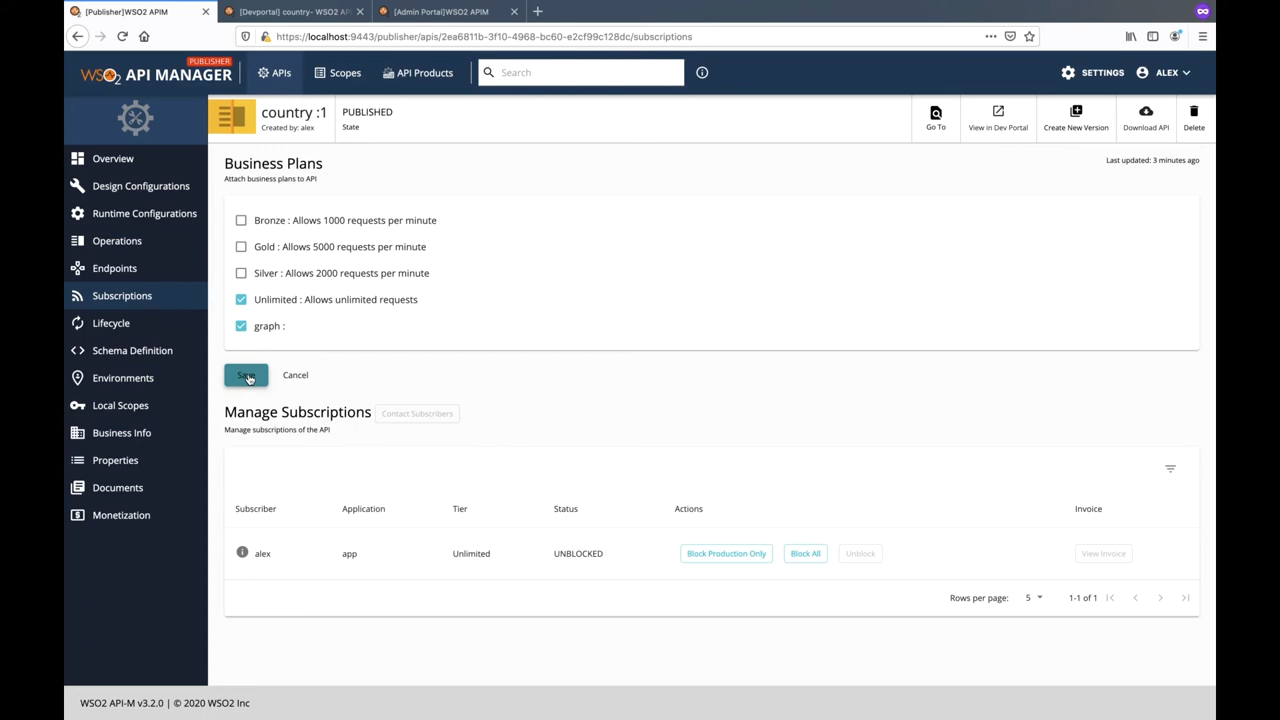 [Publisher]WSO2 APIM
[Devportal] country- WSO2 AP
[Admin Portal]WSO2 APIM
https://localhost:9443/publisher/apis/2ea6811b-3f10-4968-bc60-e2cf99c128dc/subscriptions
WSO2 API MANAGER
PUBLISHER
APIs
Scopes
API Products
Search
SETTINGS
ALEX
country :1
Created by: alex
PUBLISHED
State
Go To
View in Dev Portal
Create New Version
Download API
Delete
Overview
Design Configurations
Runtime Configurations
Operations
Endpoints
Subscriptions
Lifecycle
Schema Definition
Environments
Local Scopes
Business Info
Properties
Documents
Monetization
Business Plans
Last updated: 3 minutes ago
Attach business plans to API
Bronze : Allows 1000 requests per minute
Gold : Allows 5000 requests per minute
Silver : Allows 2000 requests per minute
Unlimited : Allows unlimited requests
graph :
Save
Cancel
Manage Subscriptions
Contact Subscribers
Manage subscriptions of the API
Subscriber Application Tier Status Actions Invoice
alex app Unlimited UNBLOCKED Block Production Only Block All Unblock View Invoice
Rows per page: 5 1-1 of 1
WSO2 API-M v3.2.0 | © 2020 WSO2 Inc